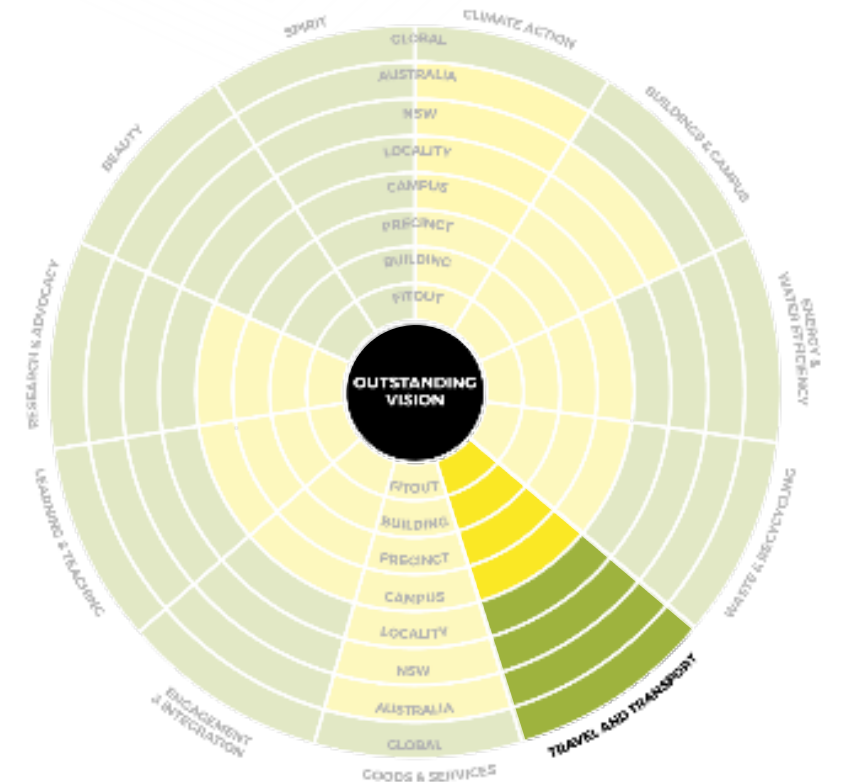 SPIRIT
CLIMATE ACTION
BUILDINGS & CAMPUS
ENERGY &
WATER EFFICIENCY
WASTE & RECYCYCLING
TRAVEL AND TRANSPORT
GOODS & SERVICES
ENGAGEMENT
& INTEGRATION
LEARNING & TEACHING
RESEARCH & ADVOCACY
BEAUTY
GLOBAL
AUSTRALIA
NSW
LOCALITY
CAMPUS
PRECINCT
BUILDING
FITOUT
OUTSTANDING
VISION
FITOUT
BUILDING
PRECINCT
CAMPUS
LOCALITY
NSW
AUSTRALIA
GLOBAL